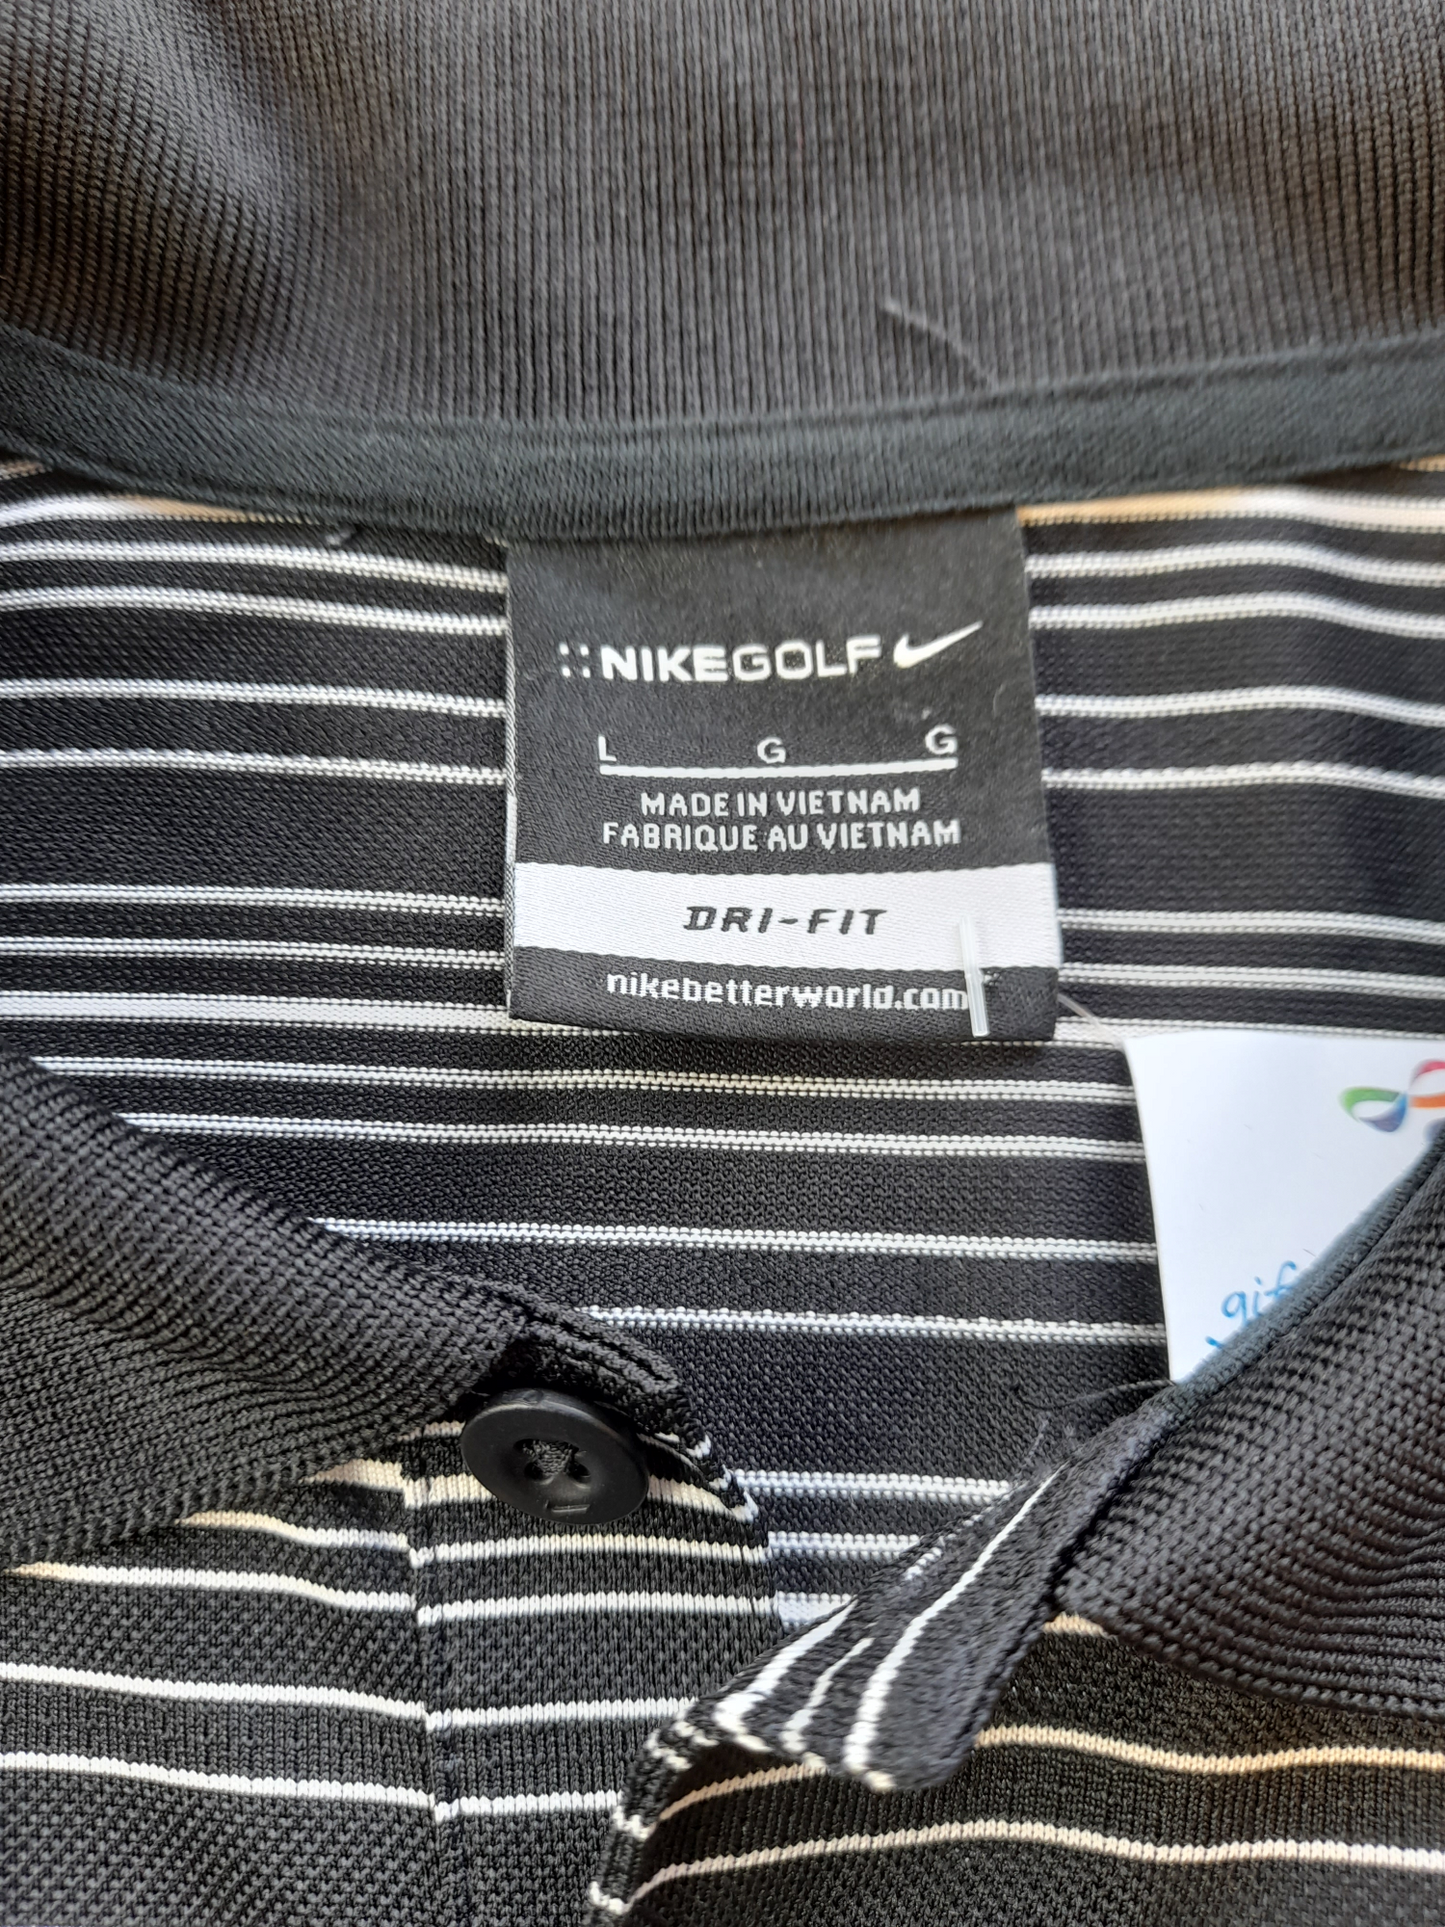 NIKEGOLF
L G G
MADE IN VIETNAM
FABRIQUE AU VIETNAM
DRI-FIT
nikebetterworld.com